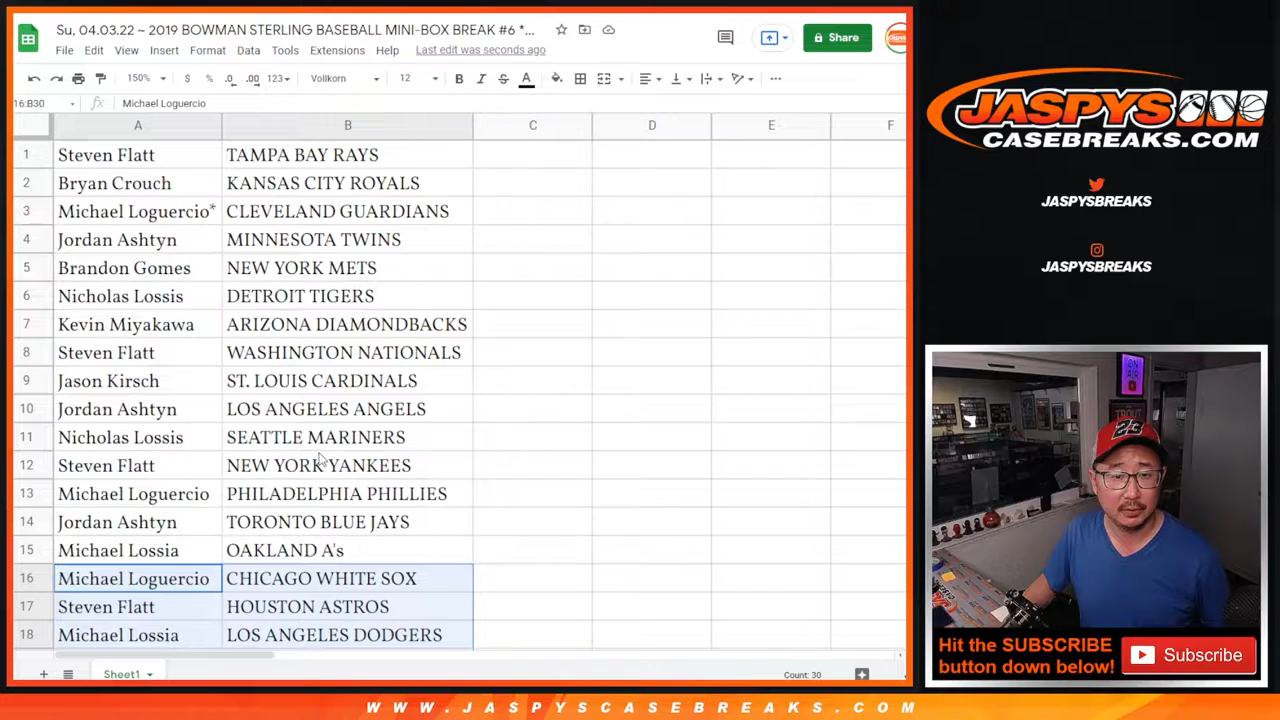 Su, 04.03.22 ~ 2019 BOWMAN STERLING BASEBALL MINI-BOX BREAK #6 *...
Share
File Edit View Insert Format Data Tools Extensions Help Last edit was seconds ago
150% $ % .0 .00 123 Vollkorn 12 B I S A
16:B30 fx Michael Loguercio
A B C D E F
1 Steven Flatt TAMPA BAY RAYS
2 Bryan Crouch KANSAS CITY ROYALS
3 Michael Loguercio* CLEVELAND GUARDIANS
4 Jordan Ashtyn MINNESOTA TWINS
5 Brandon Gomes NEW YORK METS
6 Nicholas Lossis DETROIT TIGERS
7 Kevin Miyakawa ARIZONA DIAMONDBACKS
8 Steven Flatt WASHINGTON NATIONALS
9 Jason Kirsch ST. LOUIS CARDINALS
10 Jordan Ashtyn LOS ANGELES ANGELS
11 Nicholas Lossis SEATTLE MARINERS
12 Steven Flatt NEW YORK YANKEES
13 Michael Loguercio PHILADELPHIA PHILLIES
14 Jordan Ashtyn TORONTO BLUE JAYS
15 Michael Lossia OAKLAND A's
16 Michael Loguercio CHICAGO WHITE SOX
17 Steven Flatt HOUSTON ASTROS
18 Michael Lossia LOS ANGELES DODGERS
Sheet1
Count: 30
JASPYS
CASEBREAKS.COM
JASPYSBREAKS
JASPYSBREAKS
ON AIR
TROUT
23
Hit the SUBSCRIBE
button down below!
Subscribe
WWW.JASPYSCASEBREAKS.COM